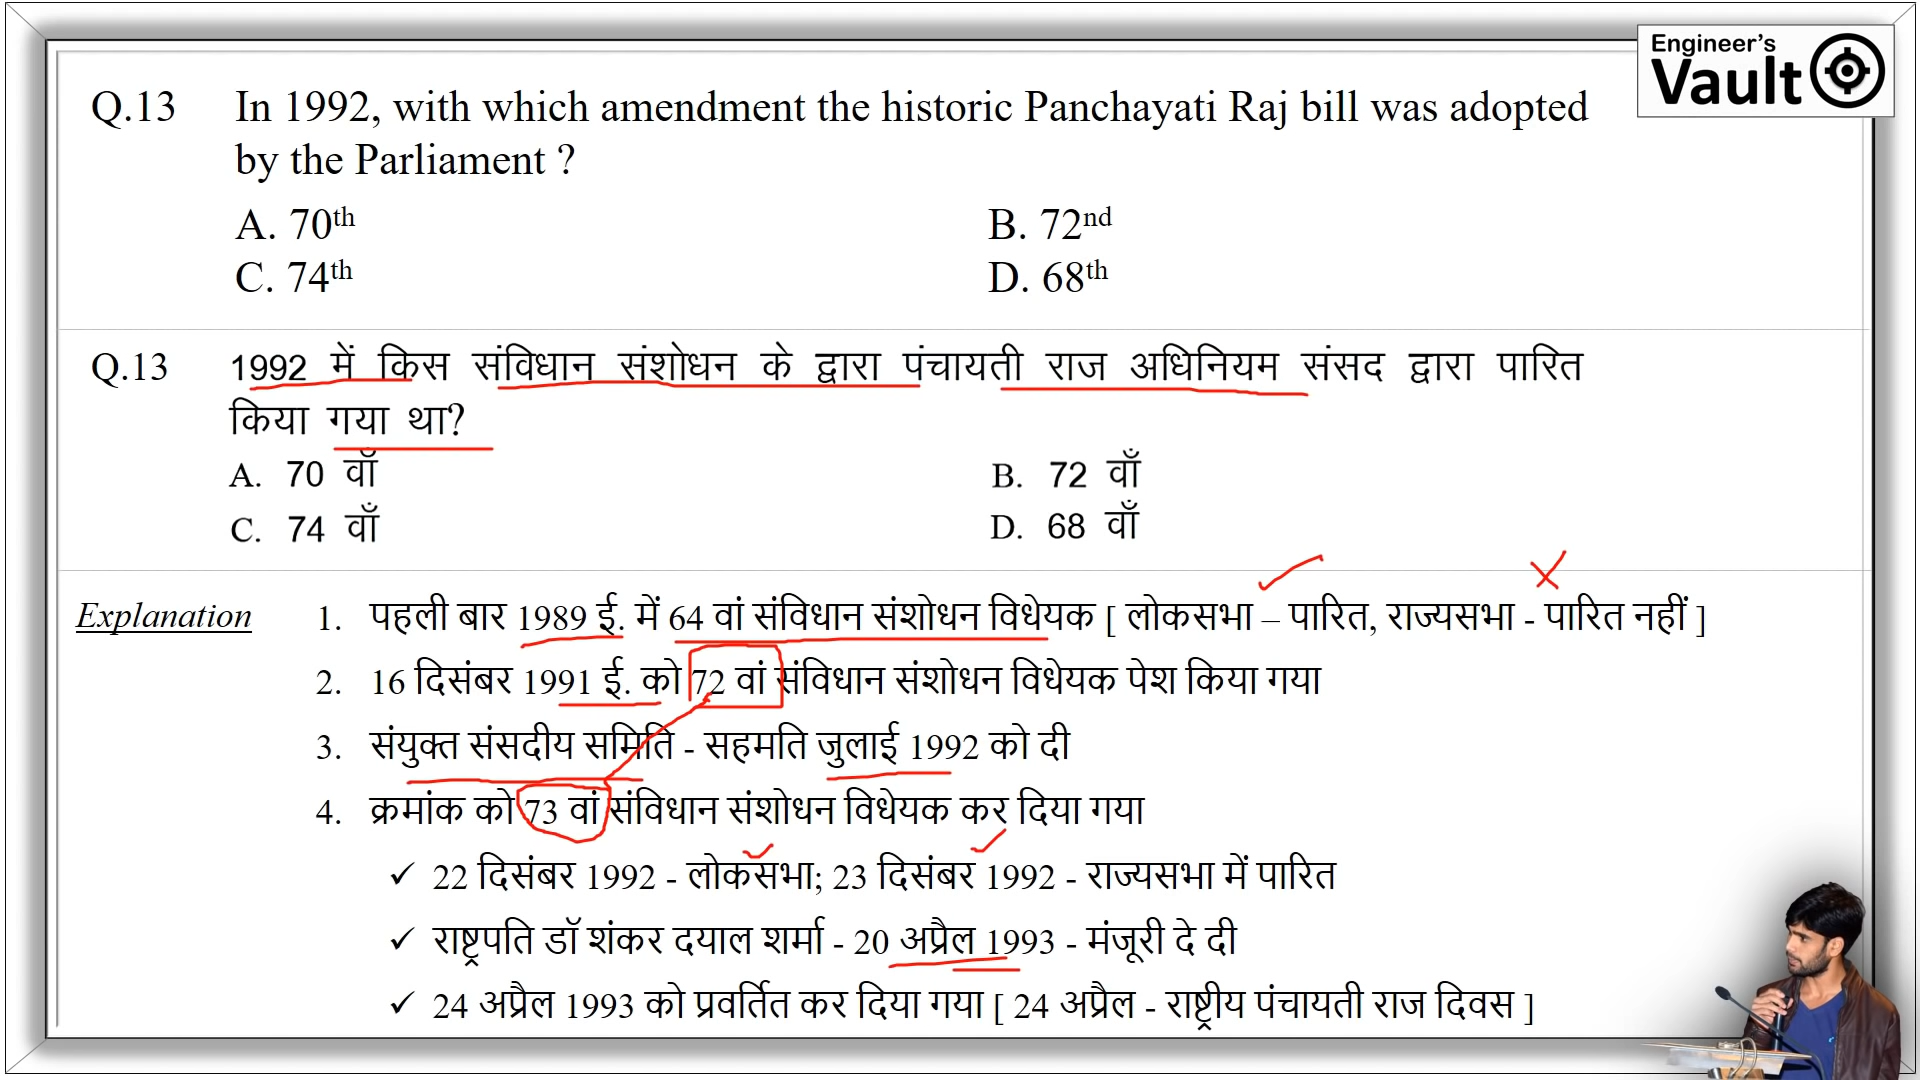 Engineer's
Vault
Q.13 In 1992, with which amendment the historic Panchayati Raj bill was adopted
by the Parliament ?
A. 70th B. 72nd
C. 74th D. 68th
Q.13 1992 में किस संविधान संशोधन के द्वारा पंचायती राज अधिनियम संसद द्वारा पारित
किया गया था?
A. 70 वाँ B. 72 वाँ
C. 74 वाँ D. 68 वाँ
Explanation 1. पहली बार 1989 ई. में 64 वां संविधान संशोधन विधेयक [ लोकसभा – पारित, राज्यसभा - पारित नहीं ]
2. 16 दिसंबर 1991 ई. को 72 वां संविधान संशोधन विधेयक पेश किया गया
3. संयुक्त संसदीय समिति - सहमति जुलाई 1992 को दी
4. क्रमांक को 73 वां संविधान संशोधन विधेयक कर दिया गया
✓ 22 दिसंबर 1992 - लोकसभा; 23 दिसंबर 1992 - राज्यसभा में पारित
✓ राष्ट्रपति डॉ शंकर दयाल शर्मा - 20 अप्रैल 1993 - मंजूरी दे दी
✓ 24 अप्रैल 1993 को प्रवर्तित कर दिया गया [ 24 अप्रैल - राष्ट्रीय पंचायती राज दिवस ]